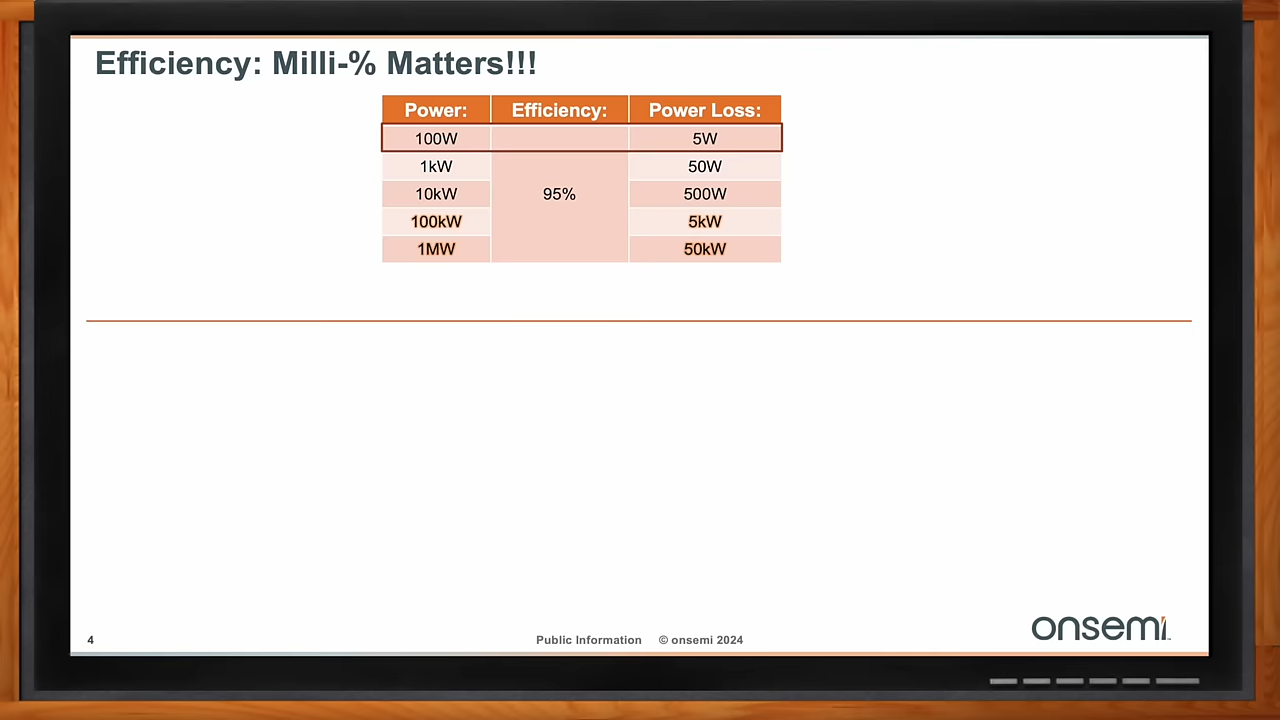 Efficiency: Milli-% Matters!!!
Power: Efficiency: Power Loss:
100W 5W
1kW 50W
10kW 95% 500W
100kW 5kW
1MW 50kW
4 Public Information © onsemi 2024
onsemi